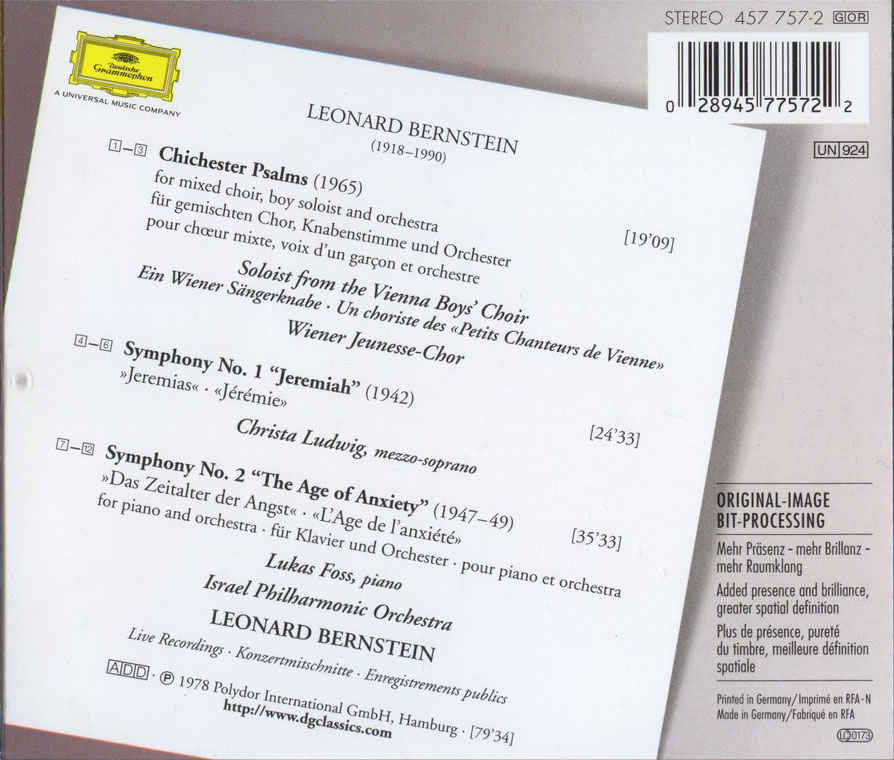 STEREO 457 757-2 GOR
0 28945 77572 2
UN 924
Deutsche
Grammophon
A UNIVERSAL MUSIC COMPANY
LEONARD BERNSTEIN
(1918–1990)
1–3 Chichester Psalms (1965)
for mixed choir, boy soloist and orchestra
für gemischten Chor, Knabenstimme und Orchester
pour chœur mixte, voix d'un garçon et orchestre [19'09]
Soloist from the Vienna Boys' Choir
Ein Wiener Sängerknabe · Un choriste des «Petits Chanteurs de Vienne»
Wiener Jeunesse-Chor
4–6 Symphony No. 1 “Jeremiah” (1942)
»Jeremias« · «Jérémie» [24'33]
Christa Ludwig, mezzo-soprano
7–12 Symphony No. 2 “The Age of Anxiety” (1947–49)
»Das Zeitalter der Angst« · «L'Age de l'anxiété» [35'33]
for piano and orchestra · für Klavier und Orchester · pour piano et orchestra
Lukas Foss, piano
Israel Philharmonic Orchestra
LEONARD BERNSTEIN
Live Recordings · Konzertmitschnitte · Enregistrements publics
ADD · ℗ 1978 Polydor International GmbH, Hamburg · [79'34]
http://www.dgclassics.com
ORIGINAL-IMAGE
BIT-PROCESSING
Mehr Präsenz – mehr Brillanz –
mehr Raumklang
Added presence and brilliance,
greater spatial definition
Plus de présence, pureté
du timbre, meilleure définition
spatiale
Printed in Germany/Imprimé en RFA-N
Made in Germany/Fabriqué en RFA
LC 0173